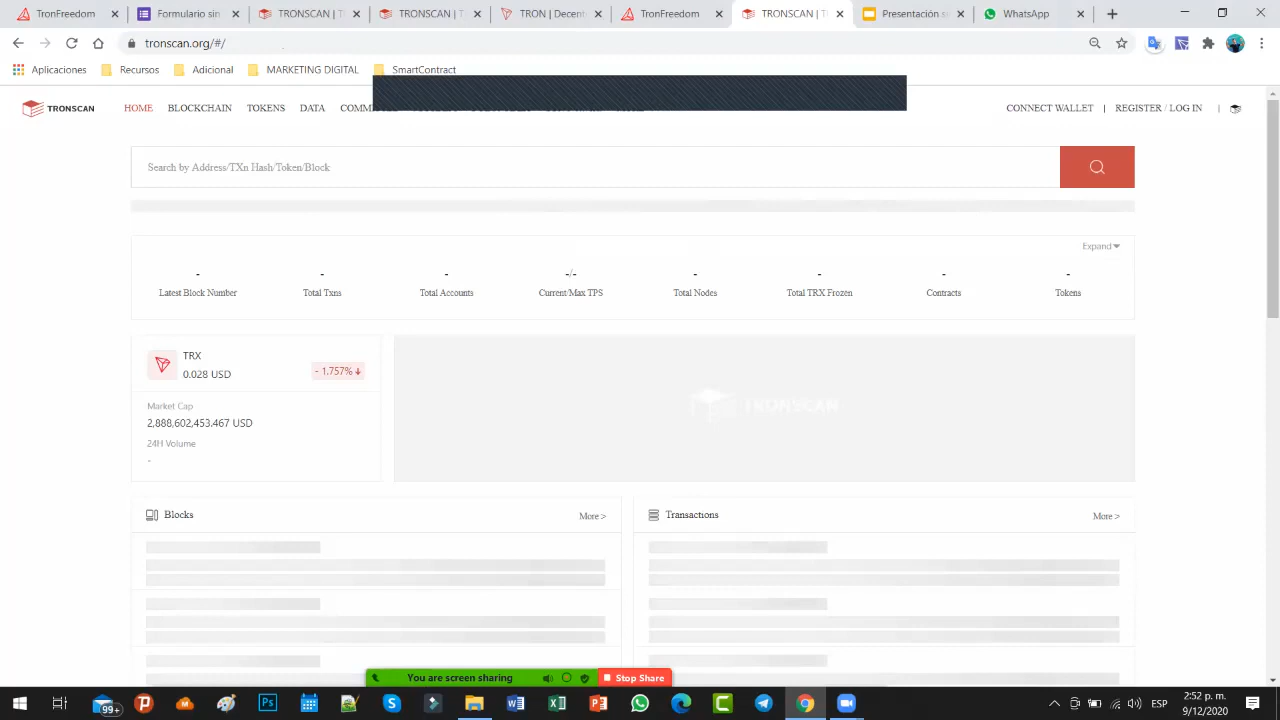 TronFreedom
Formulario sin
TRONSCAN | T
TRONSCAN | T
TRON | Decen
TronFreedom
TRONSCAN | T
Presentación s
WhatsApp
tronscan.org/#/
Aplicaciones
Recursos
Adicional
MARKETING DIGITAL
SmartContract
TRONSCAN
HOME
BLOCKCHAIN
TOKENS
DATA
CONNECT WALLET
|
REGISTER / LOG IN
|
Search by Address/TXn Hash/Token/Block
Expand
- - - -/- - - - -
Latest Block Number
Total Txns
Total Accounts
Current/Max TPS
Total Nodes
Total TRX Frozen
Contracts
Tokens
TRX
0.028 USD
- 1.757%
Market Cap
2,888,602,453.467 USD
24H Volume
-
TRONSCAN
Blocks
More >
Transactions
More >
You are screen sharing
Stop Share
99+
Ps
ESP
2:52 p. m.
9/12/2020